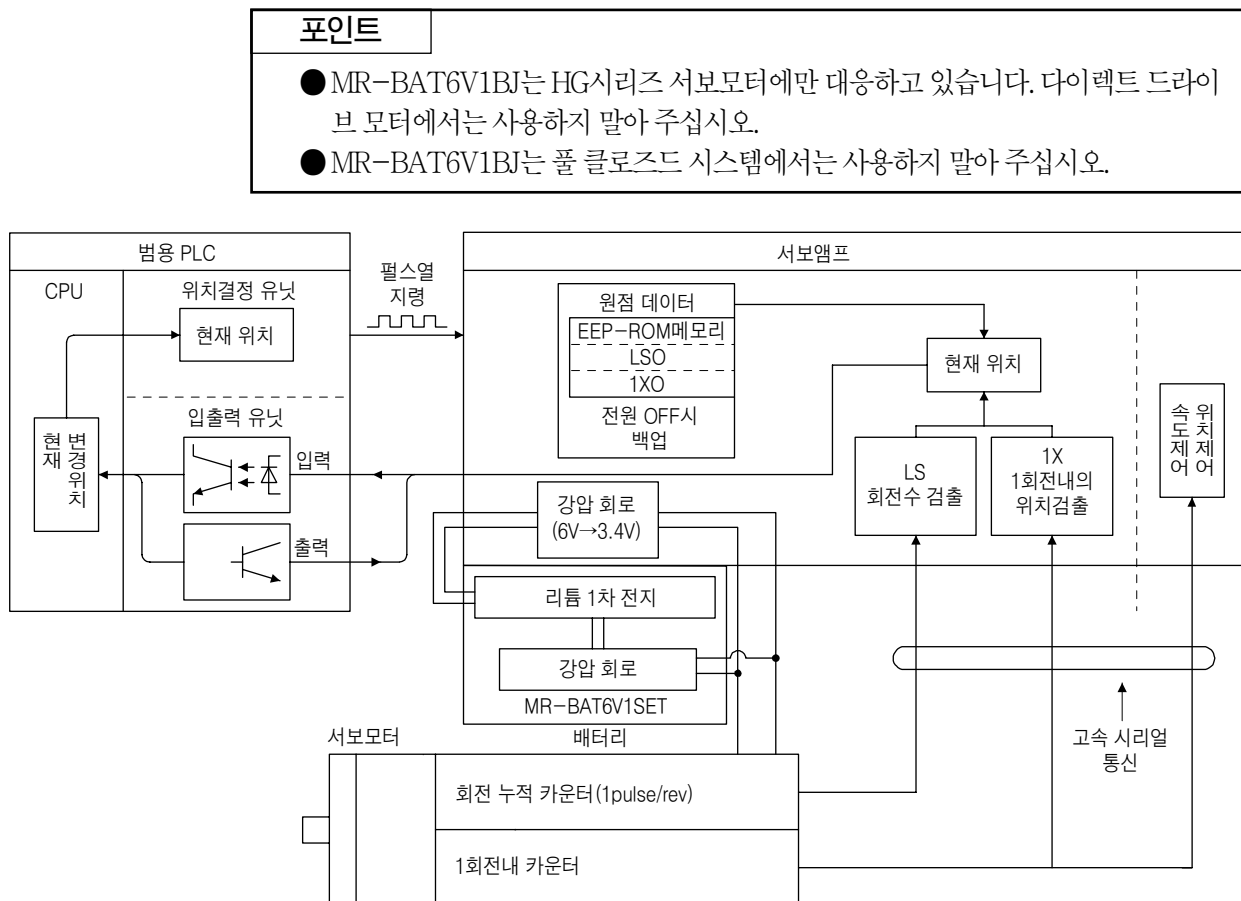 포인트
●MR-BAT6V1BJ는 HG시리즈 서보모터에만 대응하고 있습니다. 다이렉트 드라이
브 모터에서는 사용하지 말아 주십시오.
●MR-BAT6V1BJ는 풀 클로즈드 시스템에서는 사용하지 말아 주십시오.
범용 PLC
CPU
위치결정 유닛
현재 위치
입출력 유닛
현재
변경위치
입력
출력
펄스열
지령
서보앰프
원점 데이터
EEP-ROM메모리
LSO
1XO
전원 OFF시
백업
현재 위치
LS
회전수 검출
1X
1회전내의
위치검출
속도제어
위치제어
강압 회로
(6V→3.4V)
리튬 1차 전지
강압 회로
MR-BAT6V1SET
고속 시리얼
통신
서보모터
배터리
회전 누적 카운터(1pulse/rev)
1회전내 카운터